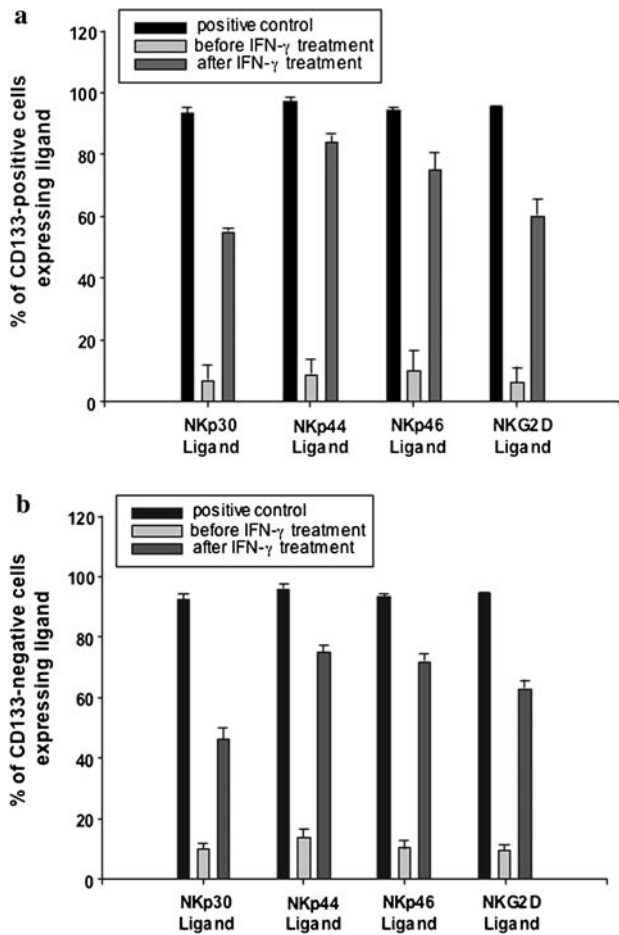 a
positive control
before IFN-γ treatment
after IFN-γ treatment
120
100
80
60
40
20
0
% of CD133-positive cells
expressing ligand
NKp30 NKp44 NKp46 NKG2D
Ligand Ligand Ligand Ligand
b
positive control
before IFN-γ treatment
after IFN-γ treatment
120
100
80
60
40
20
0
% of CD133-negative cells
expressing ligand
NKp30 NKp44 NKp46 NKG2D
Ligand Ligand Ligand Ligand